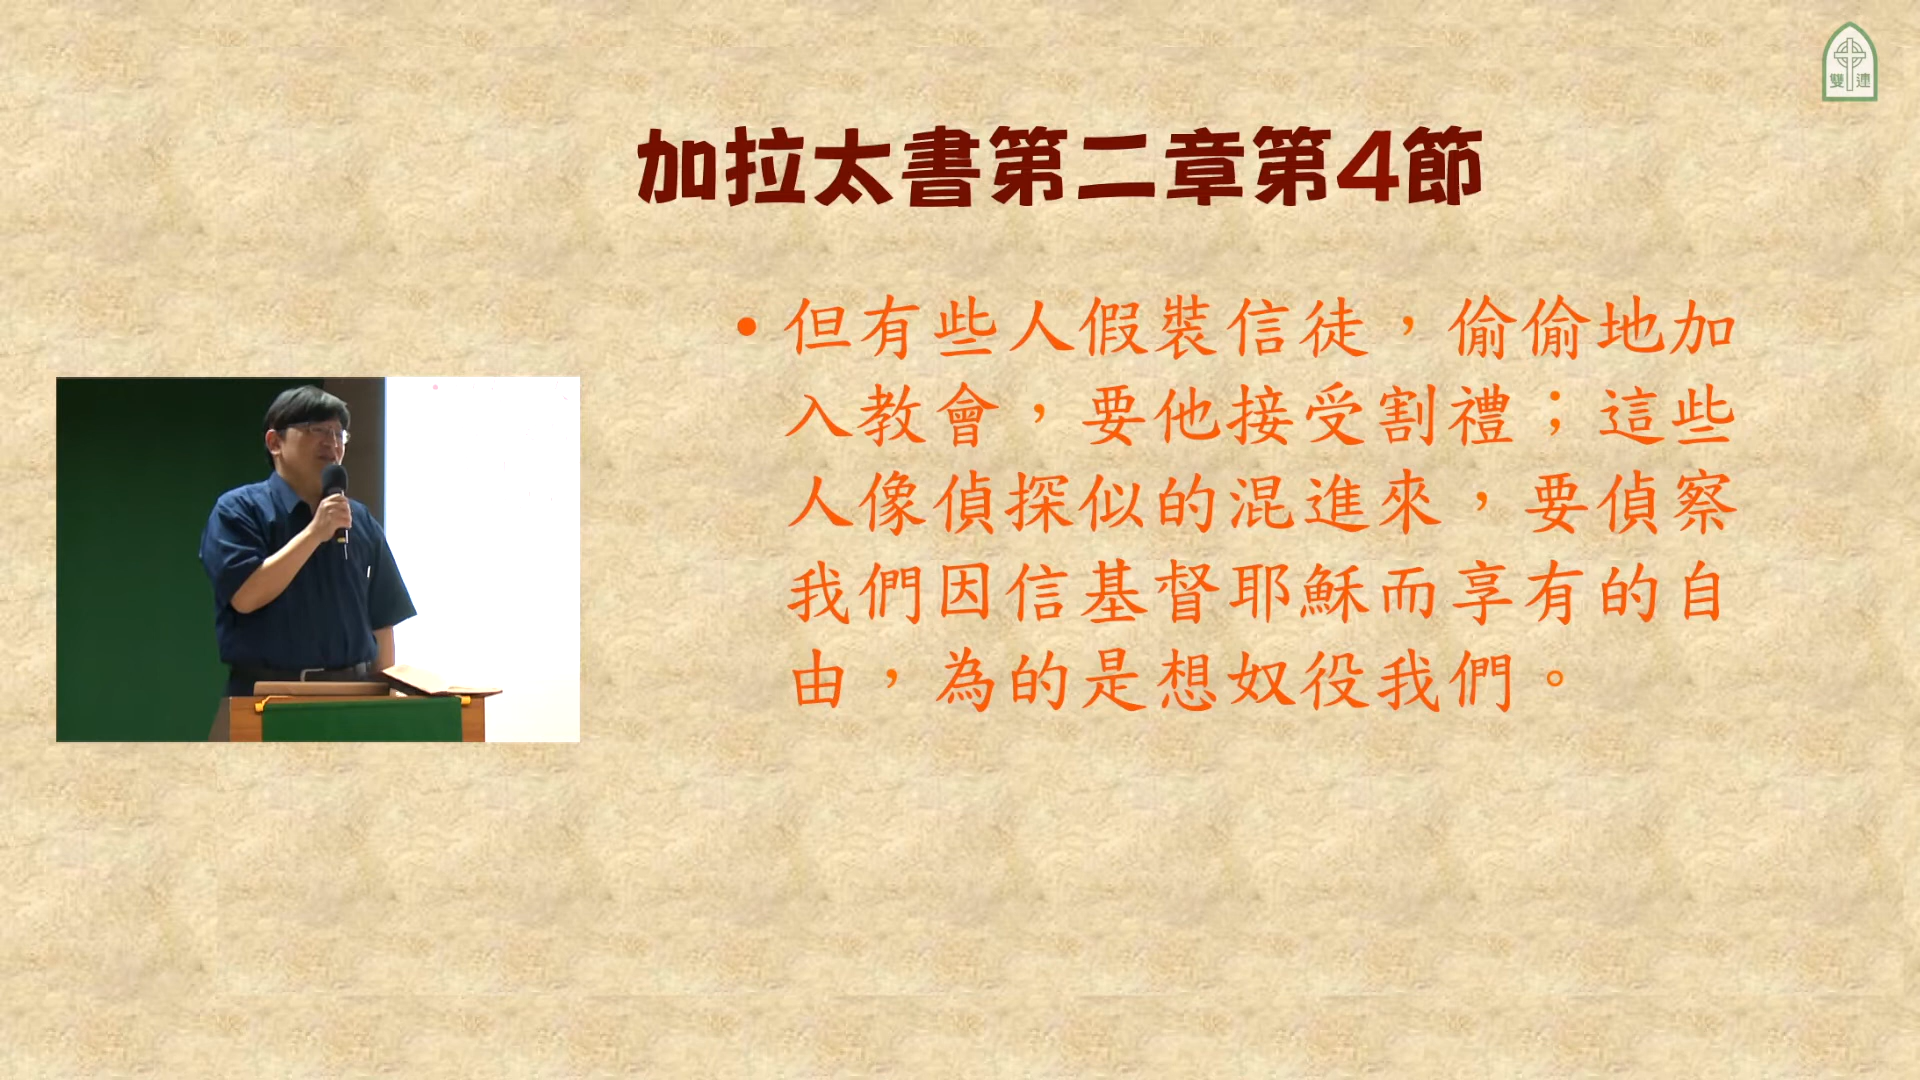 雙連
加拉太書第二章第4節
• 但有些人假裝信徒，偷偷地加
入教會，要他接受割禮；這些
人像偵探似的混進來，要偵察
我們因信基督耶穌而享有的自
由，為的是想奴役我們。